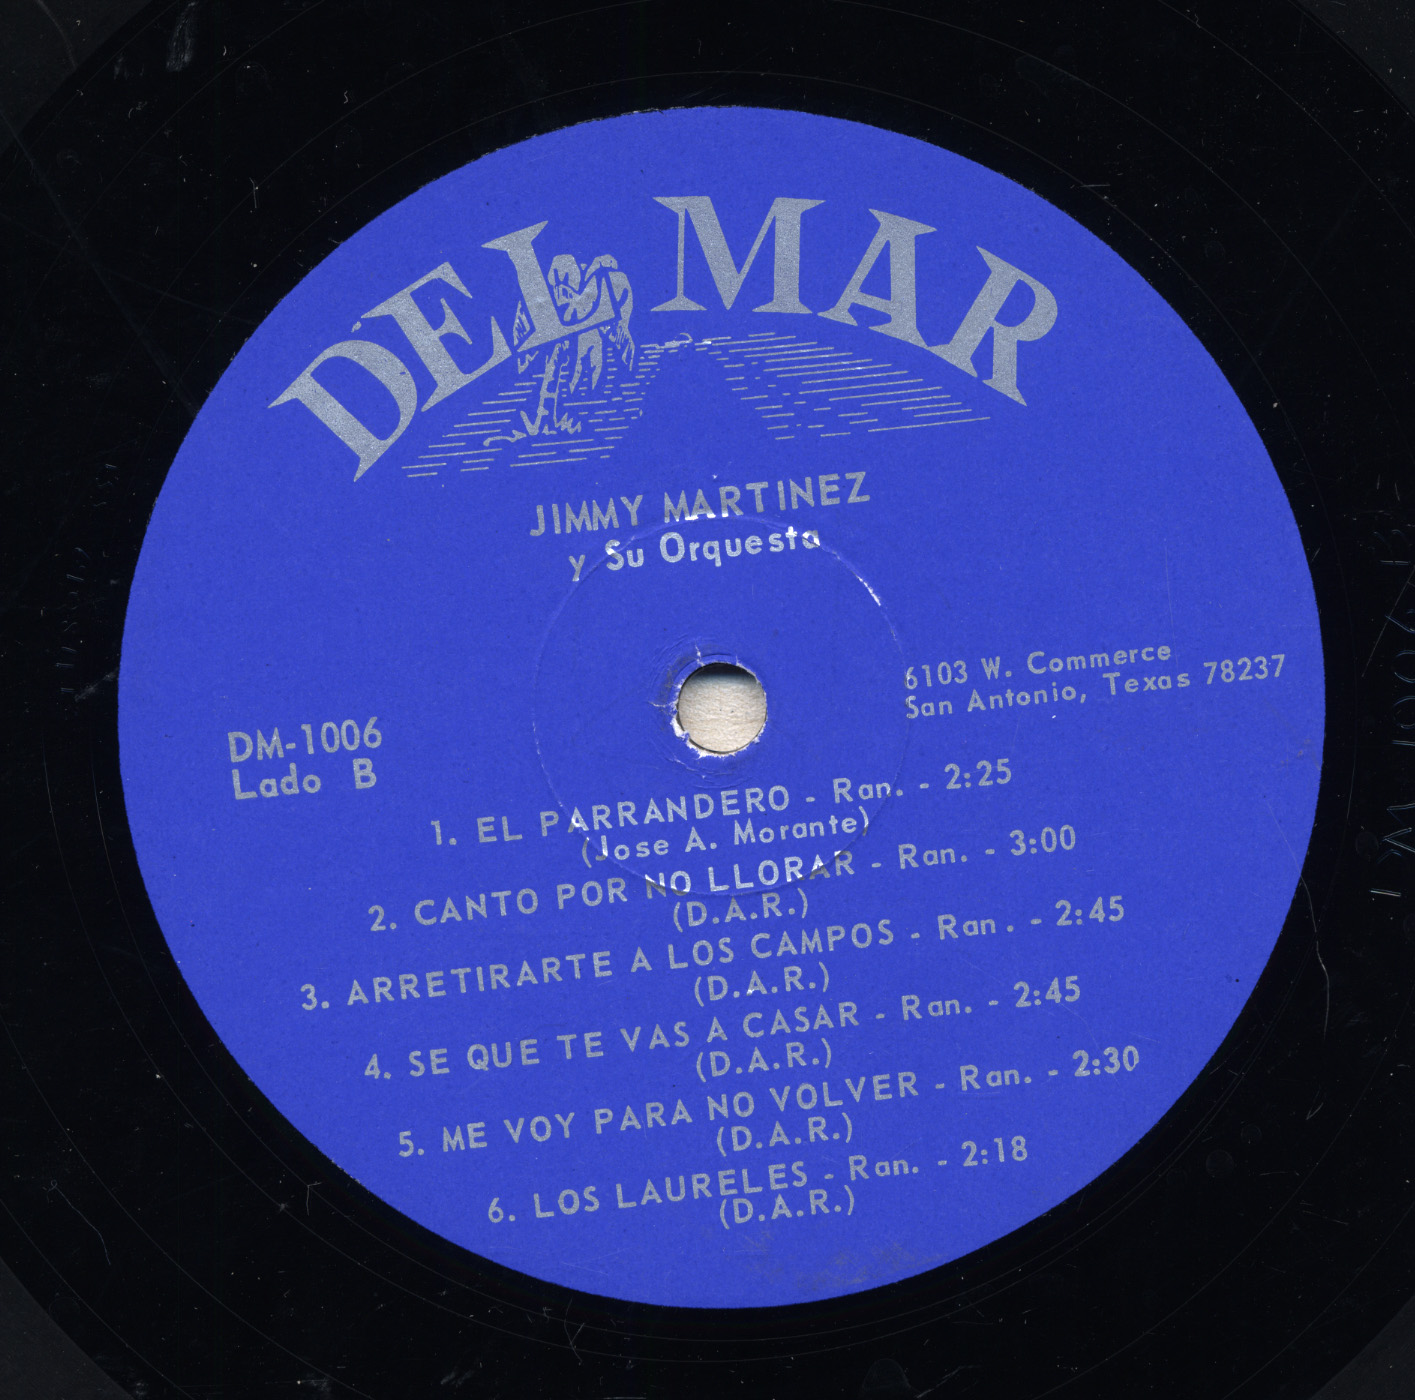 DEL MAR
JIMMY MARTINEZ
y Su Orquesta
6103 W. Commerce
San Antonio, Texas 78237
DM-1006
Lado B
1. EL PARRANDERO - Ran. - 2:25
(Jose A. Morante)
2. CANTO POR NO LLORAR - Ran. - 3:00
(D.A.R.)
3. ARRETIRARTE A LOS CAMPOS - Ran. - 2:45
(D.A.R.)
4. SE QUE TE VAS A CASAR - Ran. - 2:45
(D.A.R.)
5. ME VOY PARA NO VOLVER - Ran. - 2:30
(D.A.R.)
6. LOS LAURELES - Ran. - 2:18
(D.A.R.)